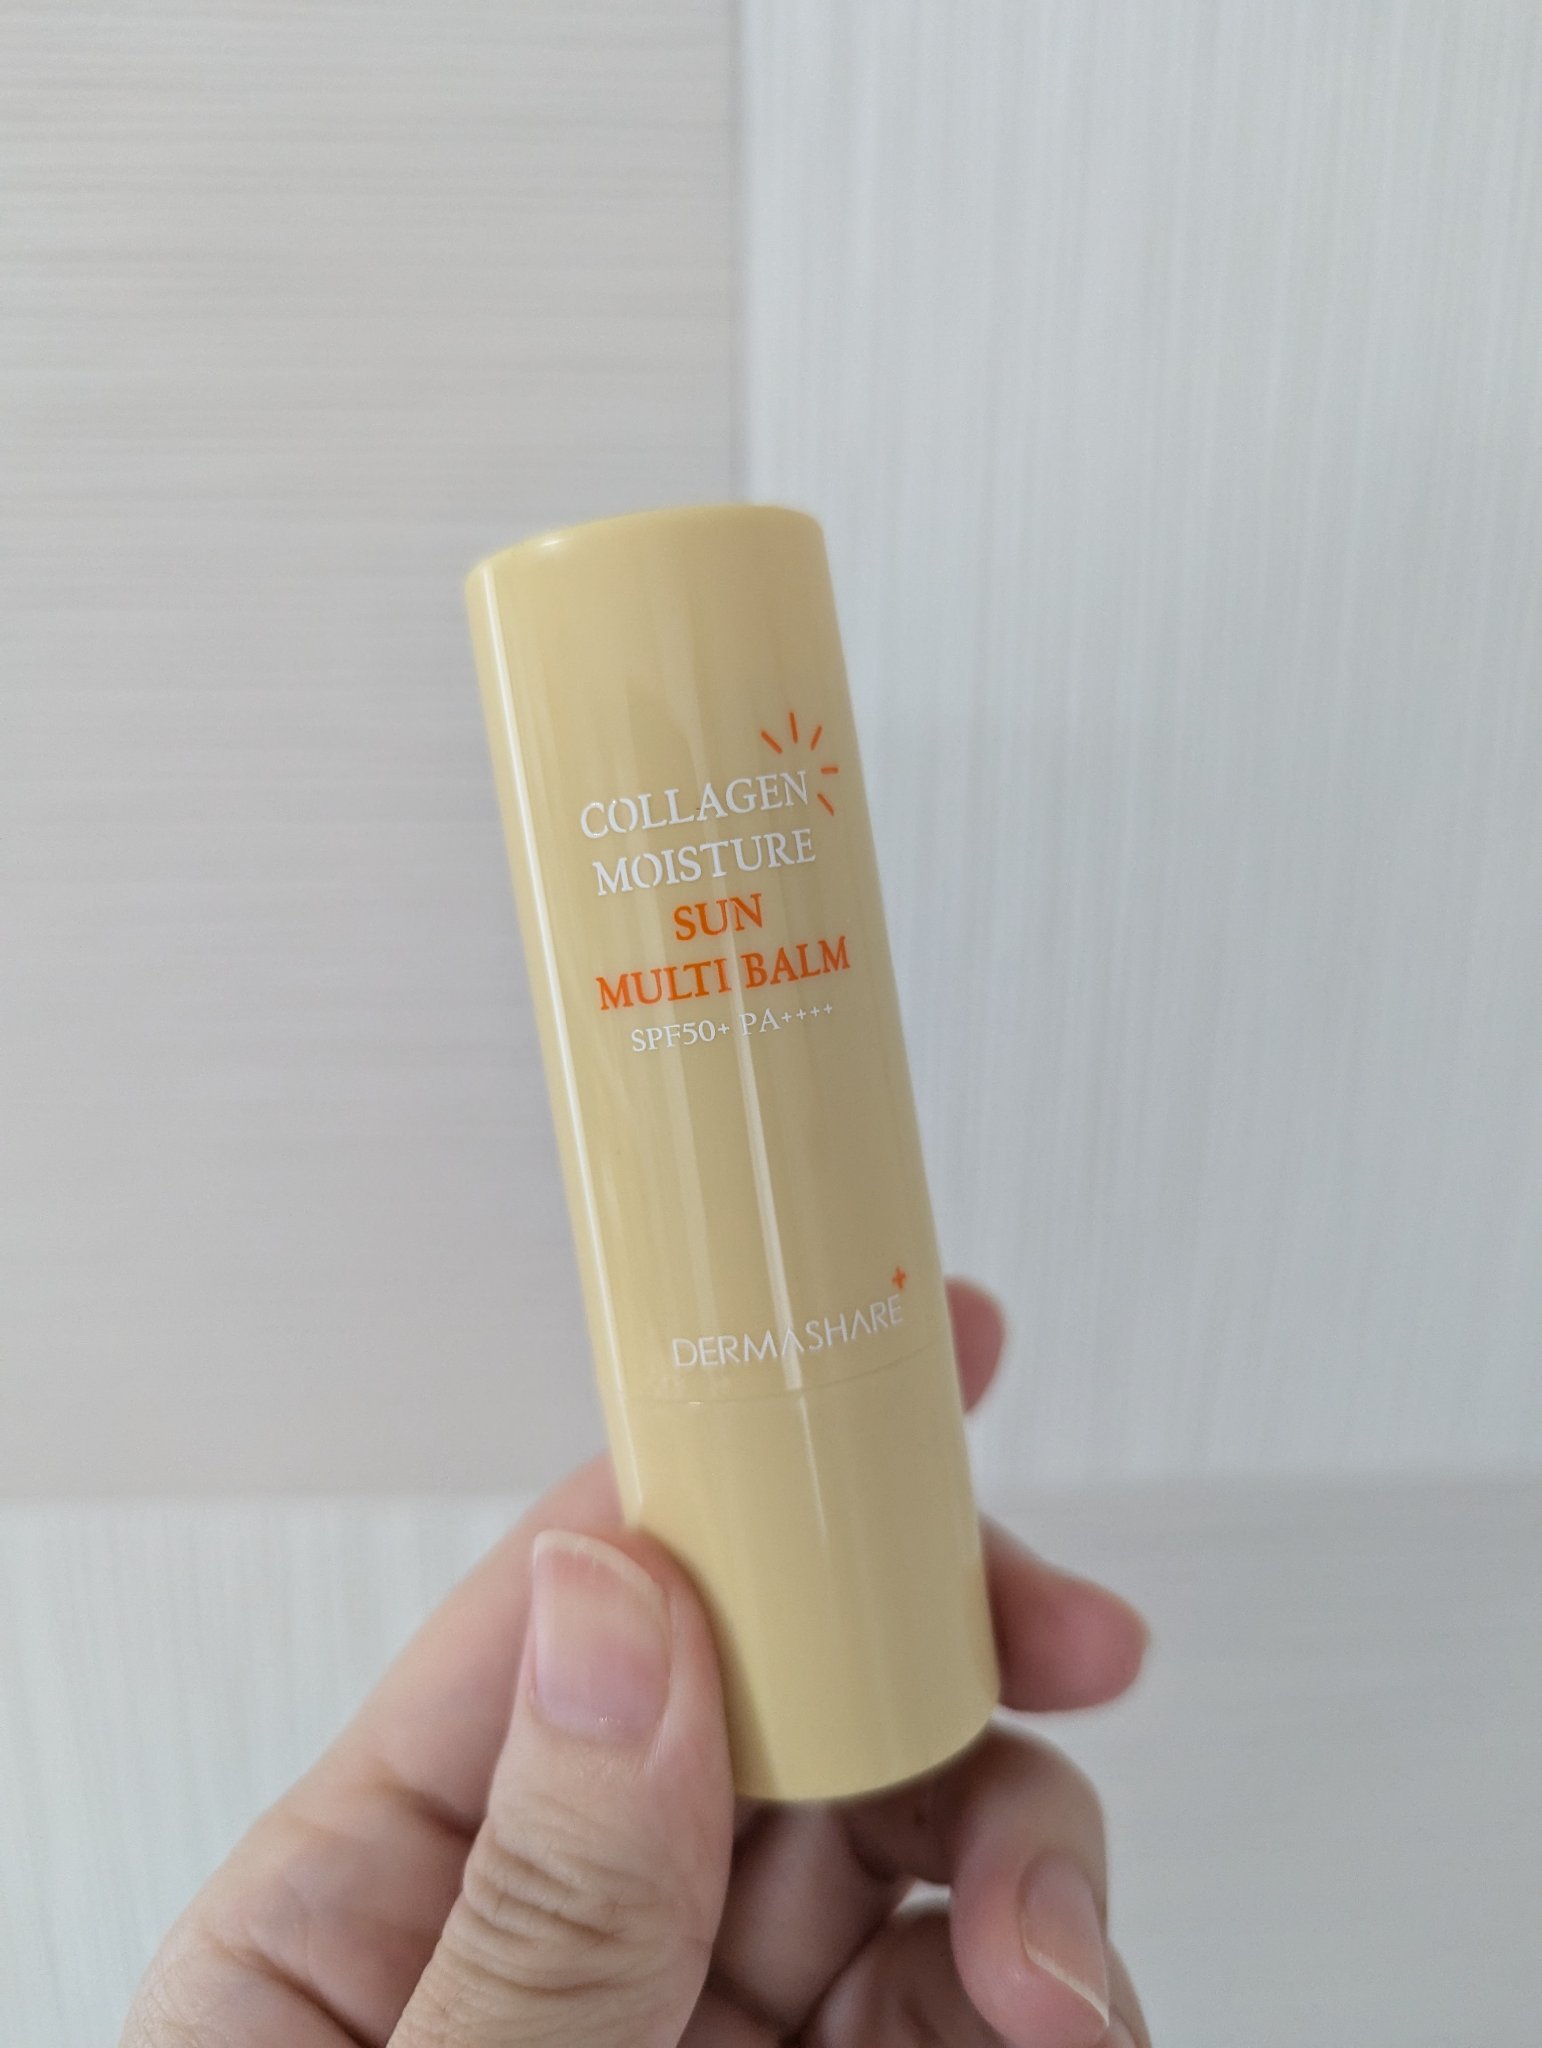 COLLAGEN
MOISTURE
SUN
MULTI BALM
SPF50+ PA++++
DERMASHARE+